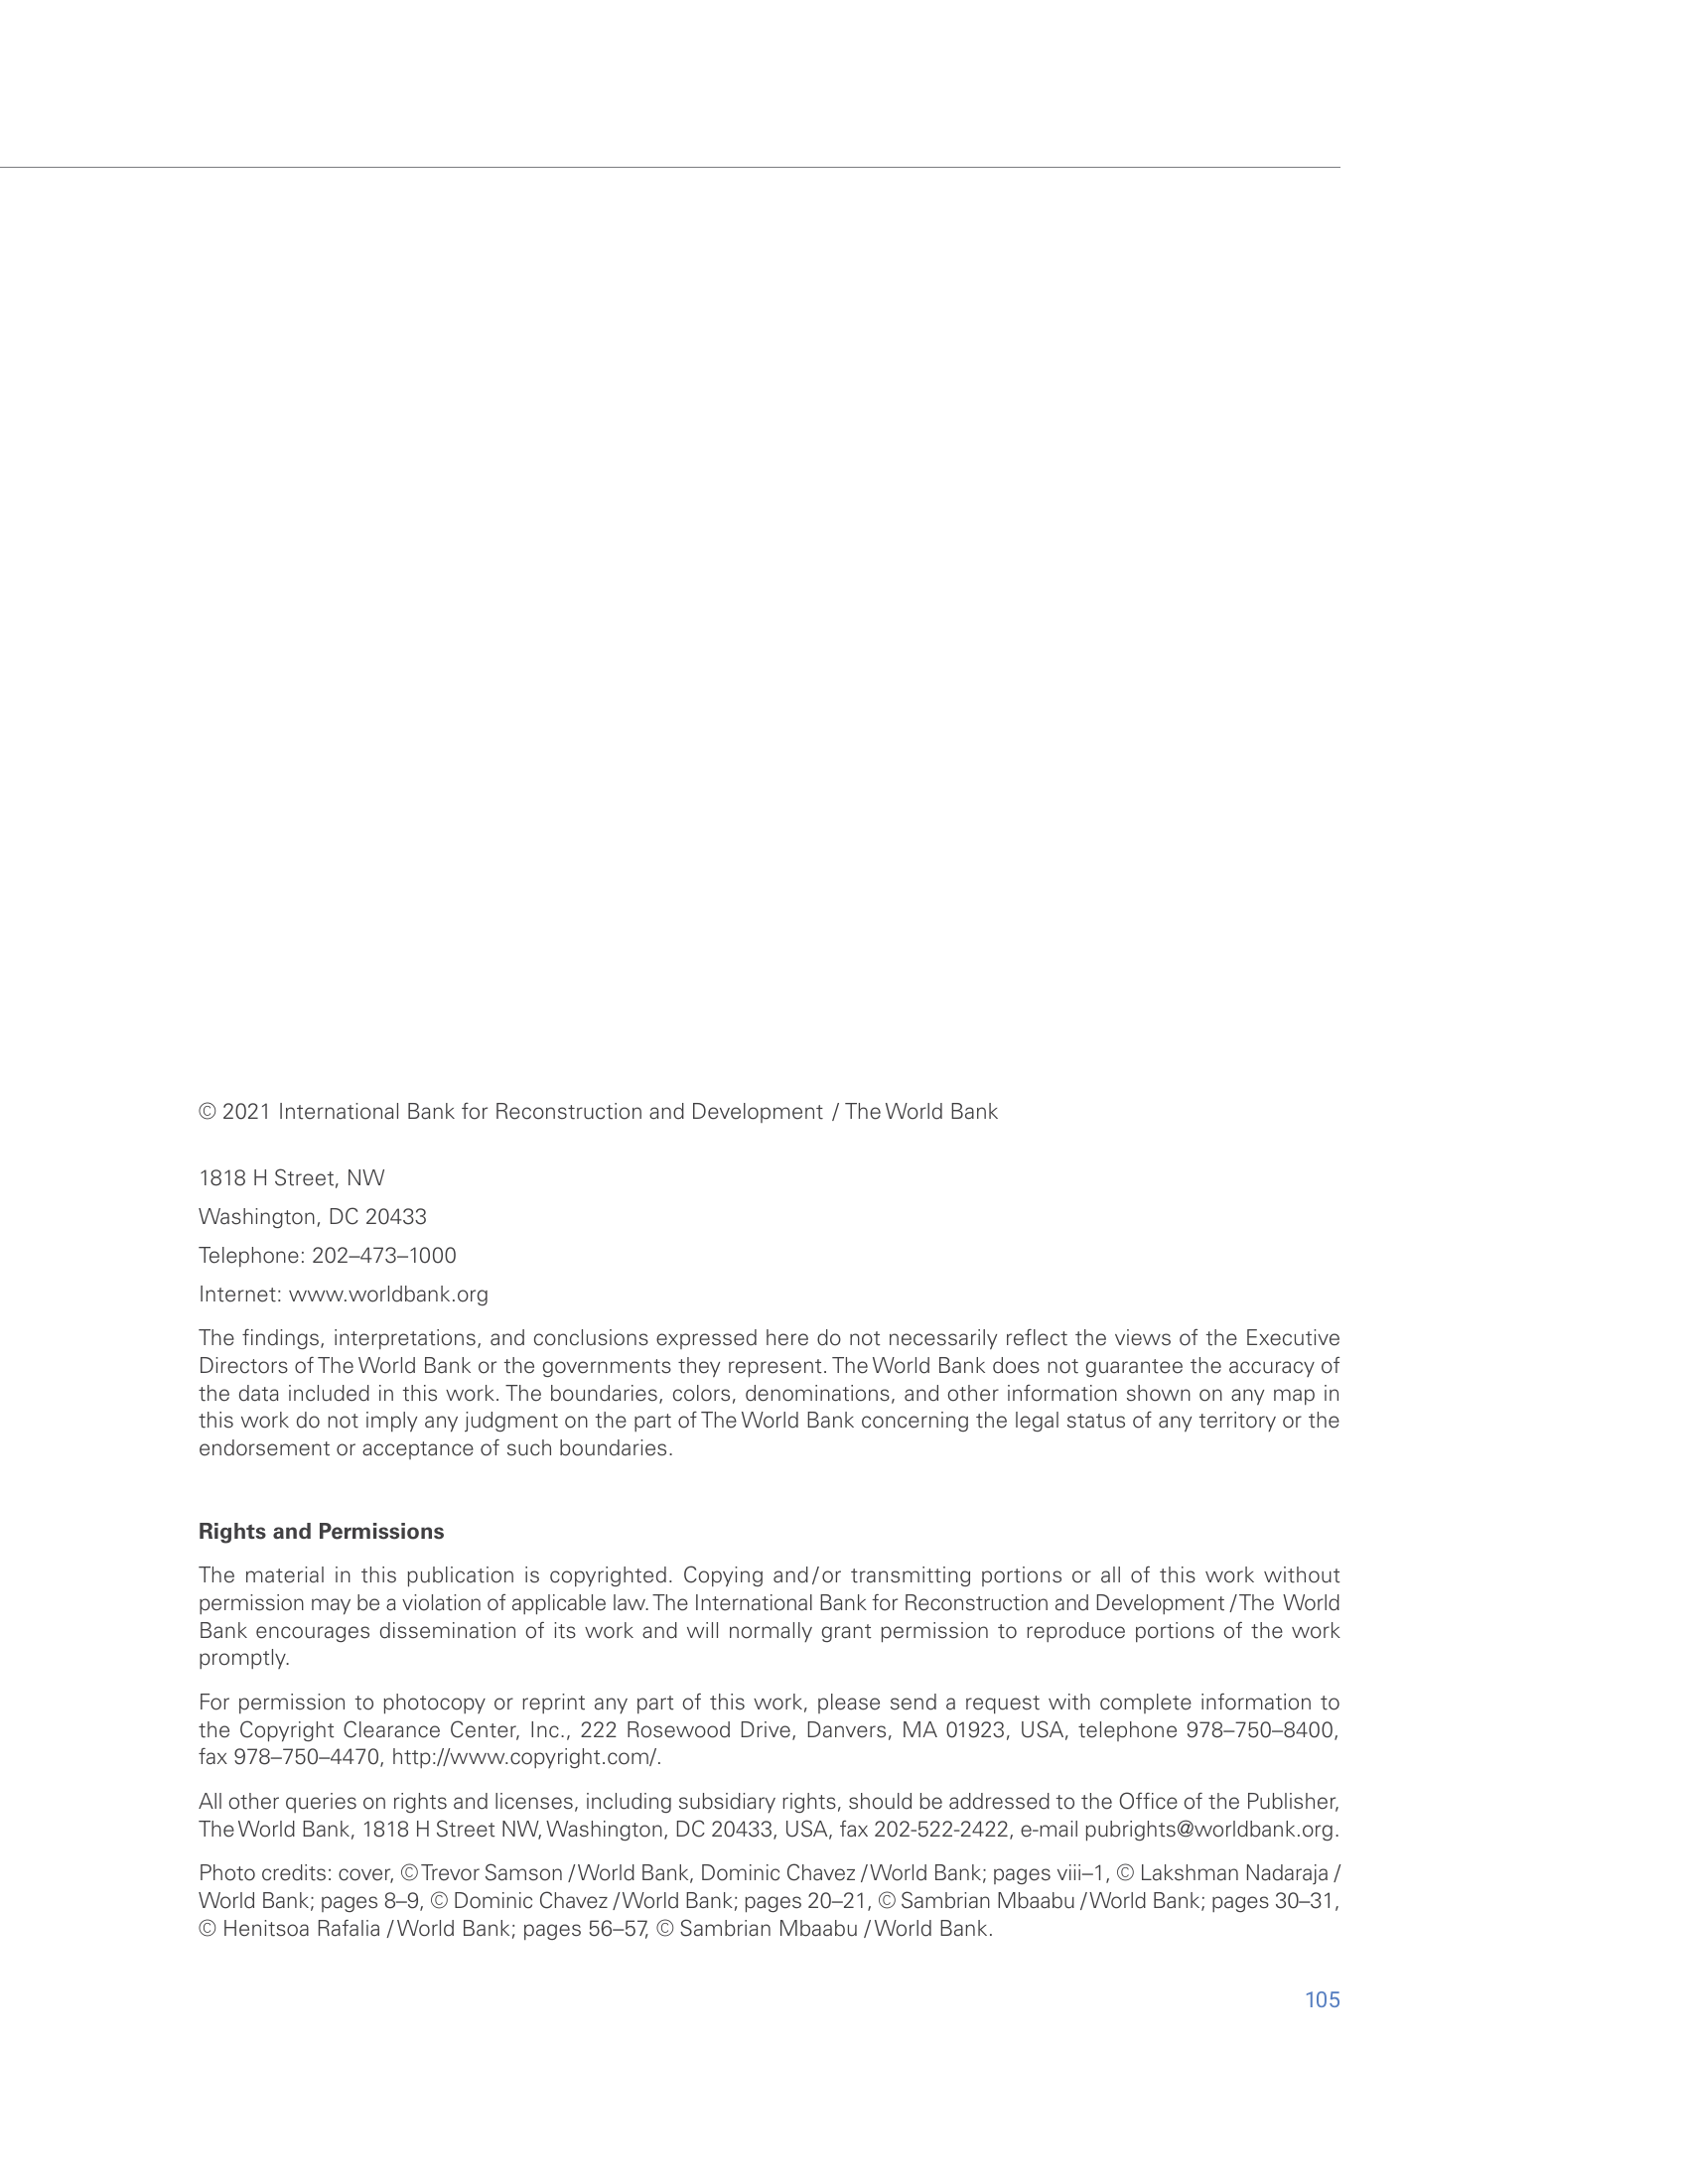 © 2021 International Bank for Reconstruction and Development / The World Bank
1818 H Street, NW
Washington, DC 20433
Telephone: 202–473–1000
Internet: www.worldbank.org
The findings, interpretations, and conclusions expressed here do not necessarily reflect the views of the Executive
Directors of The World Bank or the governments they represent. The World Bank does not guarantee the accuracy of
the data included in this work. The boundaries, colors, denominations, and other information shown on any map in
this work do not imply any judgment on the part of The World Bank concerning the legal status of any territory or the
endorsement or acceptance of such boundaries.
Rights and Permissions
The material in this publication is copyrighted. Copying and/or transmitting portions or all of this work without
permission may be a violation of applicable law. The International Bank for Reconstruction and Development / The World
Bank encourages dissemination of its work and will normally grant permission to reproduce portions of the work
promptly.
For permission to photocopy or reprint any part of this work, please send a request with complete information to
the Copyright Clearance Center, Inc., 222 Rosewood Drive, Danvers, MA 01923, USA, telephone 978–750–8400,
fax 978–750–4470, http://www.copyright.com/.
All other queries on rights and licenses, including subsidiary rights, should be addressed to the Office of the Publisher,
The World Bank, 1818 H Street NW, Washington, DC 20433, USA, fax 202-522-2422, e-mail pubrights@worldbank.org.
Photo credits: cover, © Trevor Samson / World Bank, Dominic Chavez / World Bank; pages viii–1, © Lakshman Nadaraja /
World Bank; pages 8–9, © Dominic Chavez / World Bank; pages 20–21, © Sambrian Mbaabu / World Bank; pages 30–31,
© Henitsoa Rafalia / World Bank; pages 56–57, © Sambrian Mbaabu / World Bank.
105